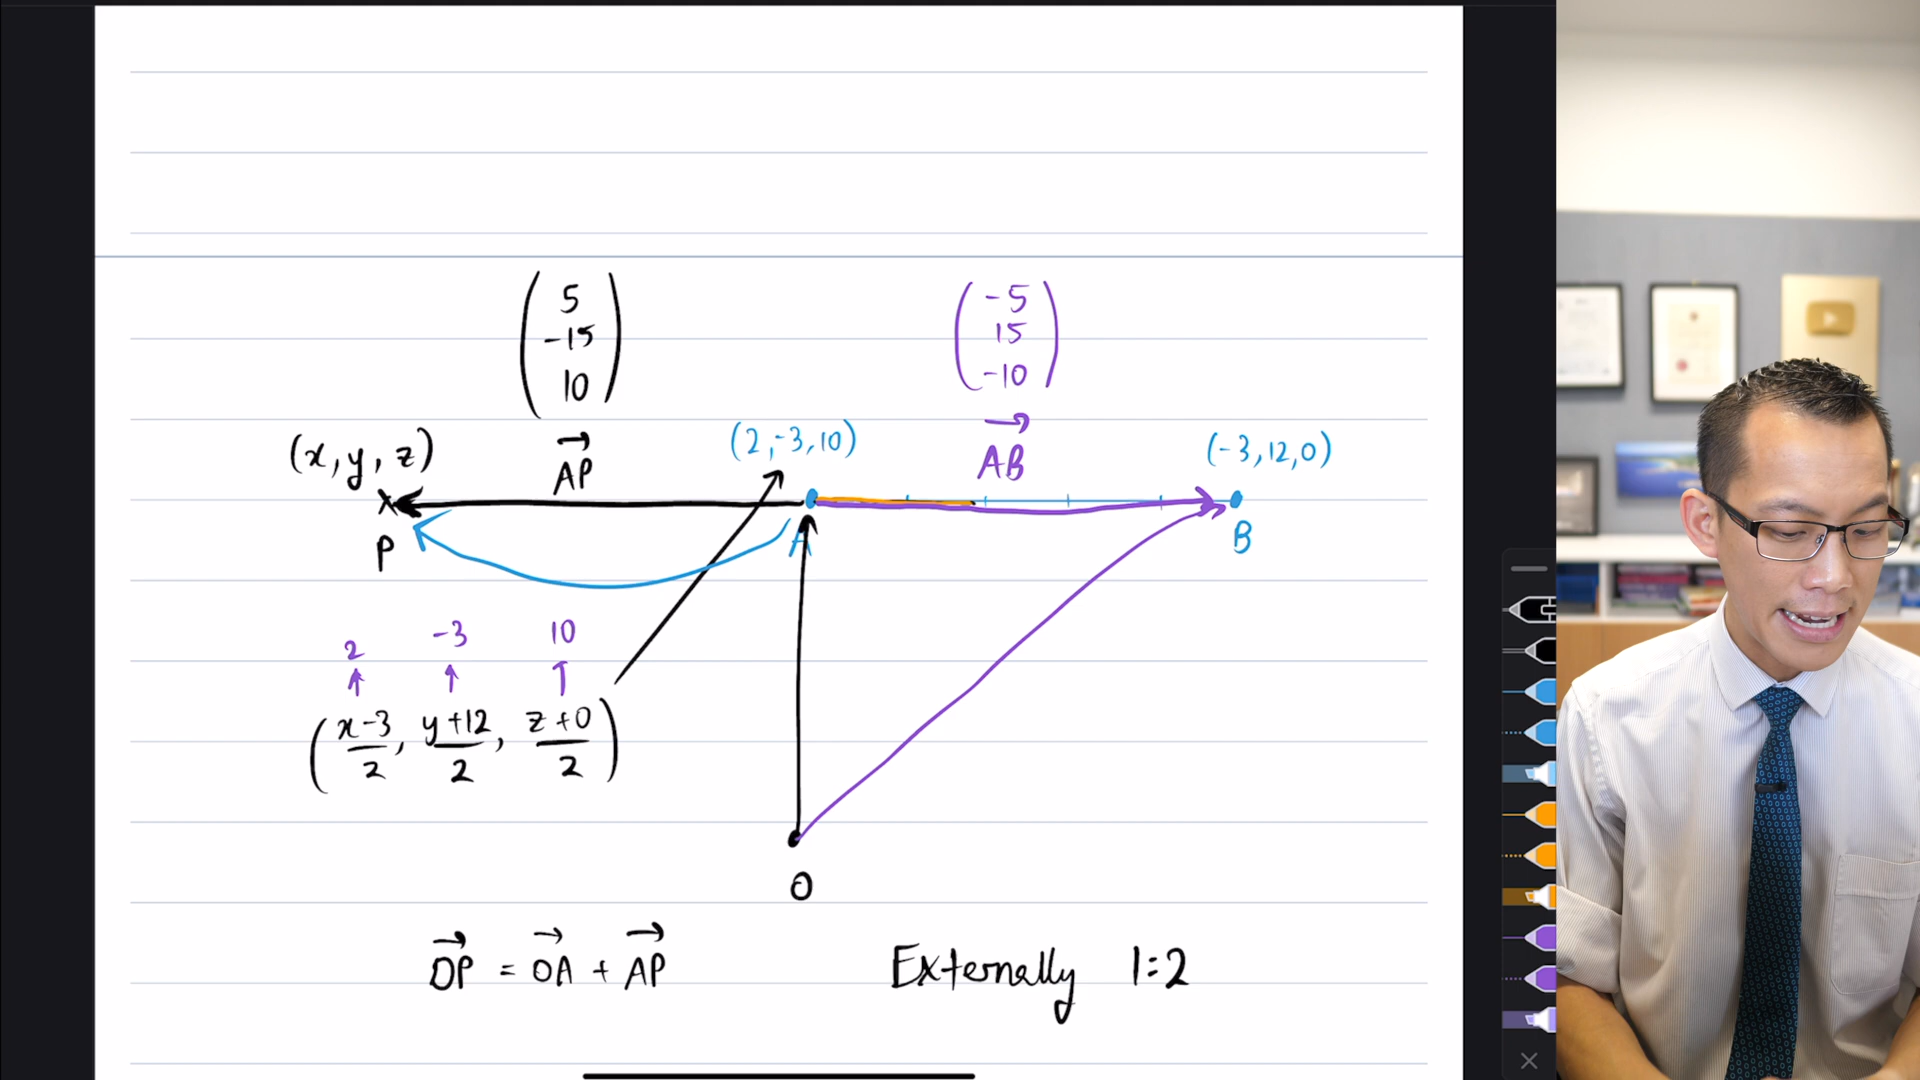 (5 -15 10)
(-5 15 -10)
(x, y, z)
AP
(2, -3, 10)
AB
(-3, 12, 0)
P
A
B
2 -3 10
(x-3/2, y+12/2, z+0/2)
O
OP = OA + AP
Externally 1:2